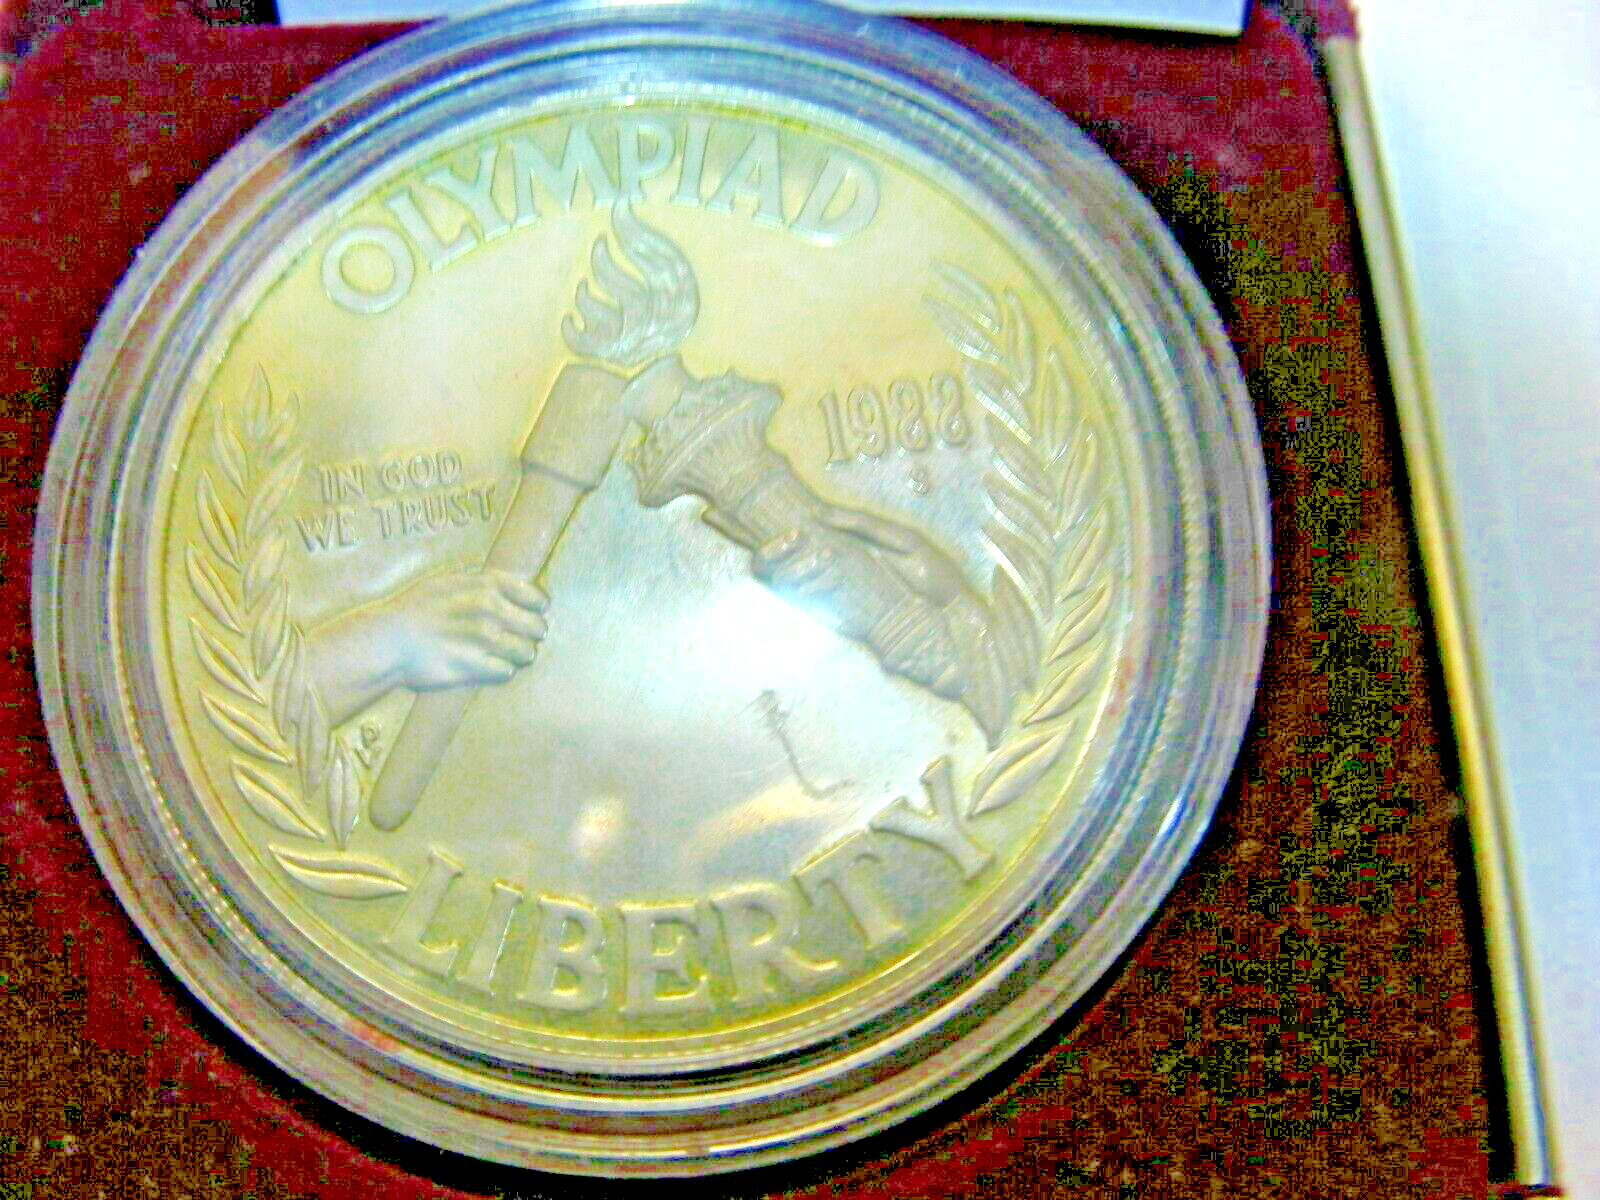 OLYMPIAD
1988
S
IN GOD
WE TRUST
LIBERTY